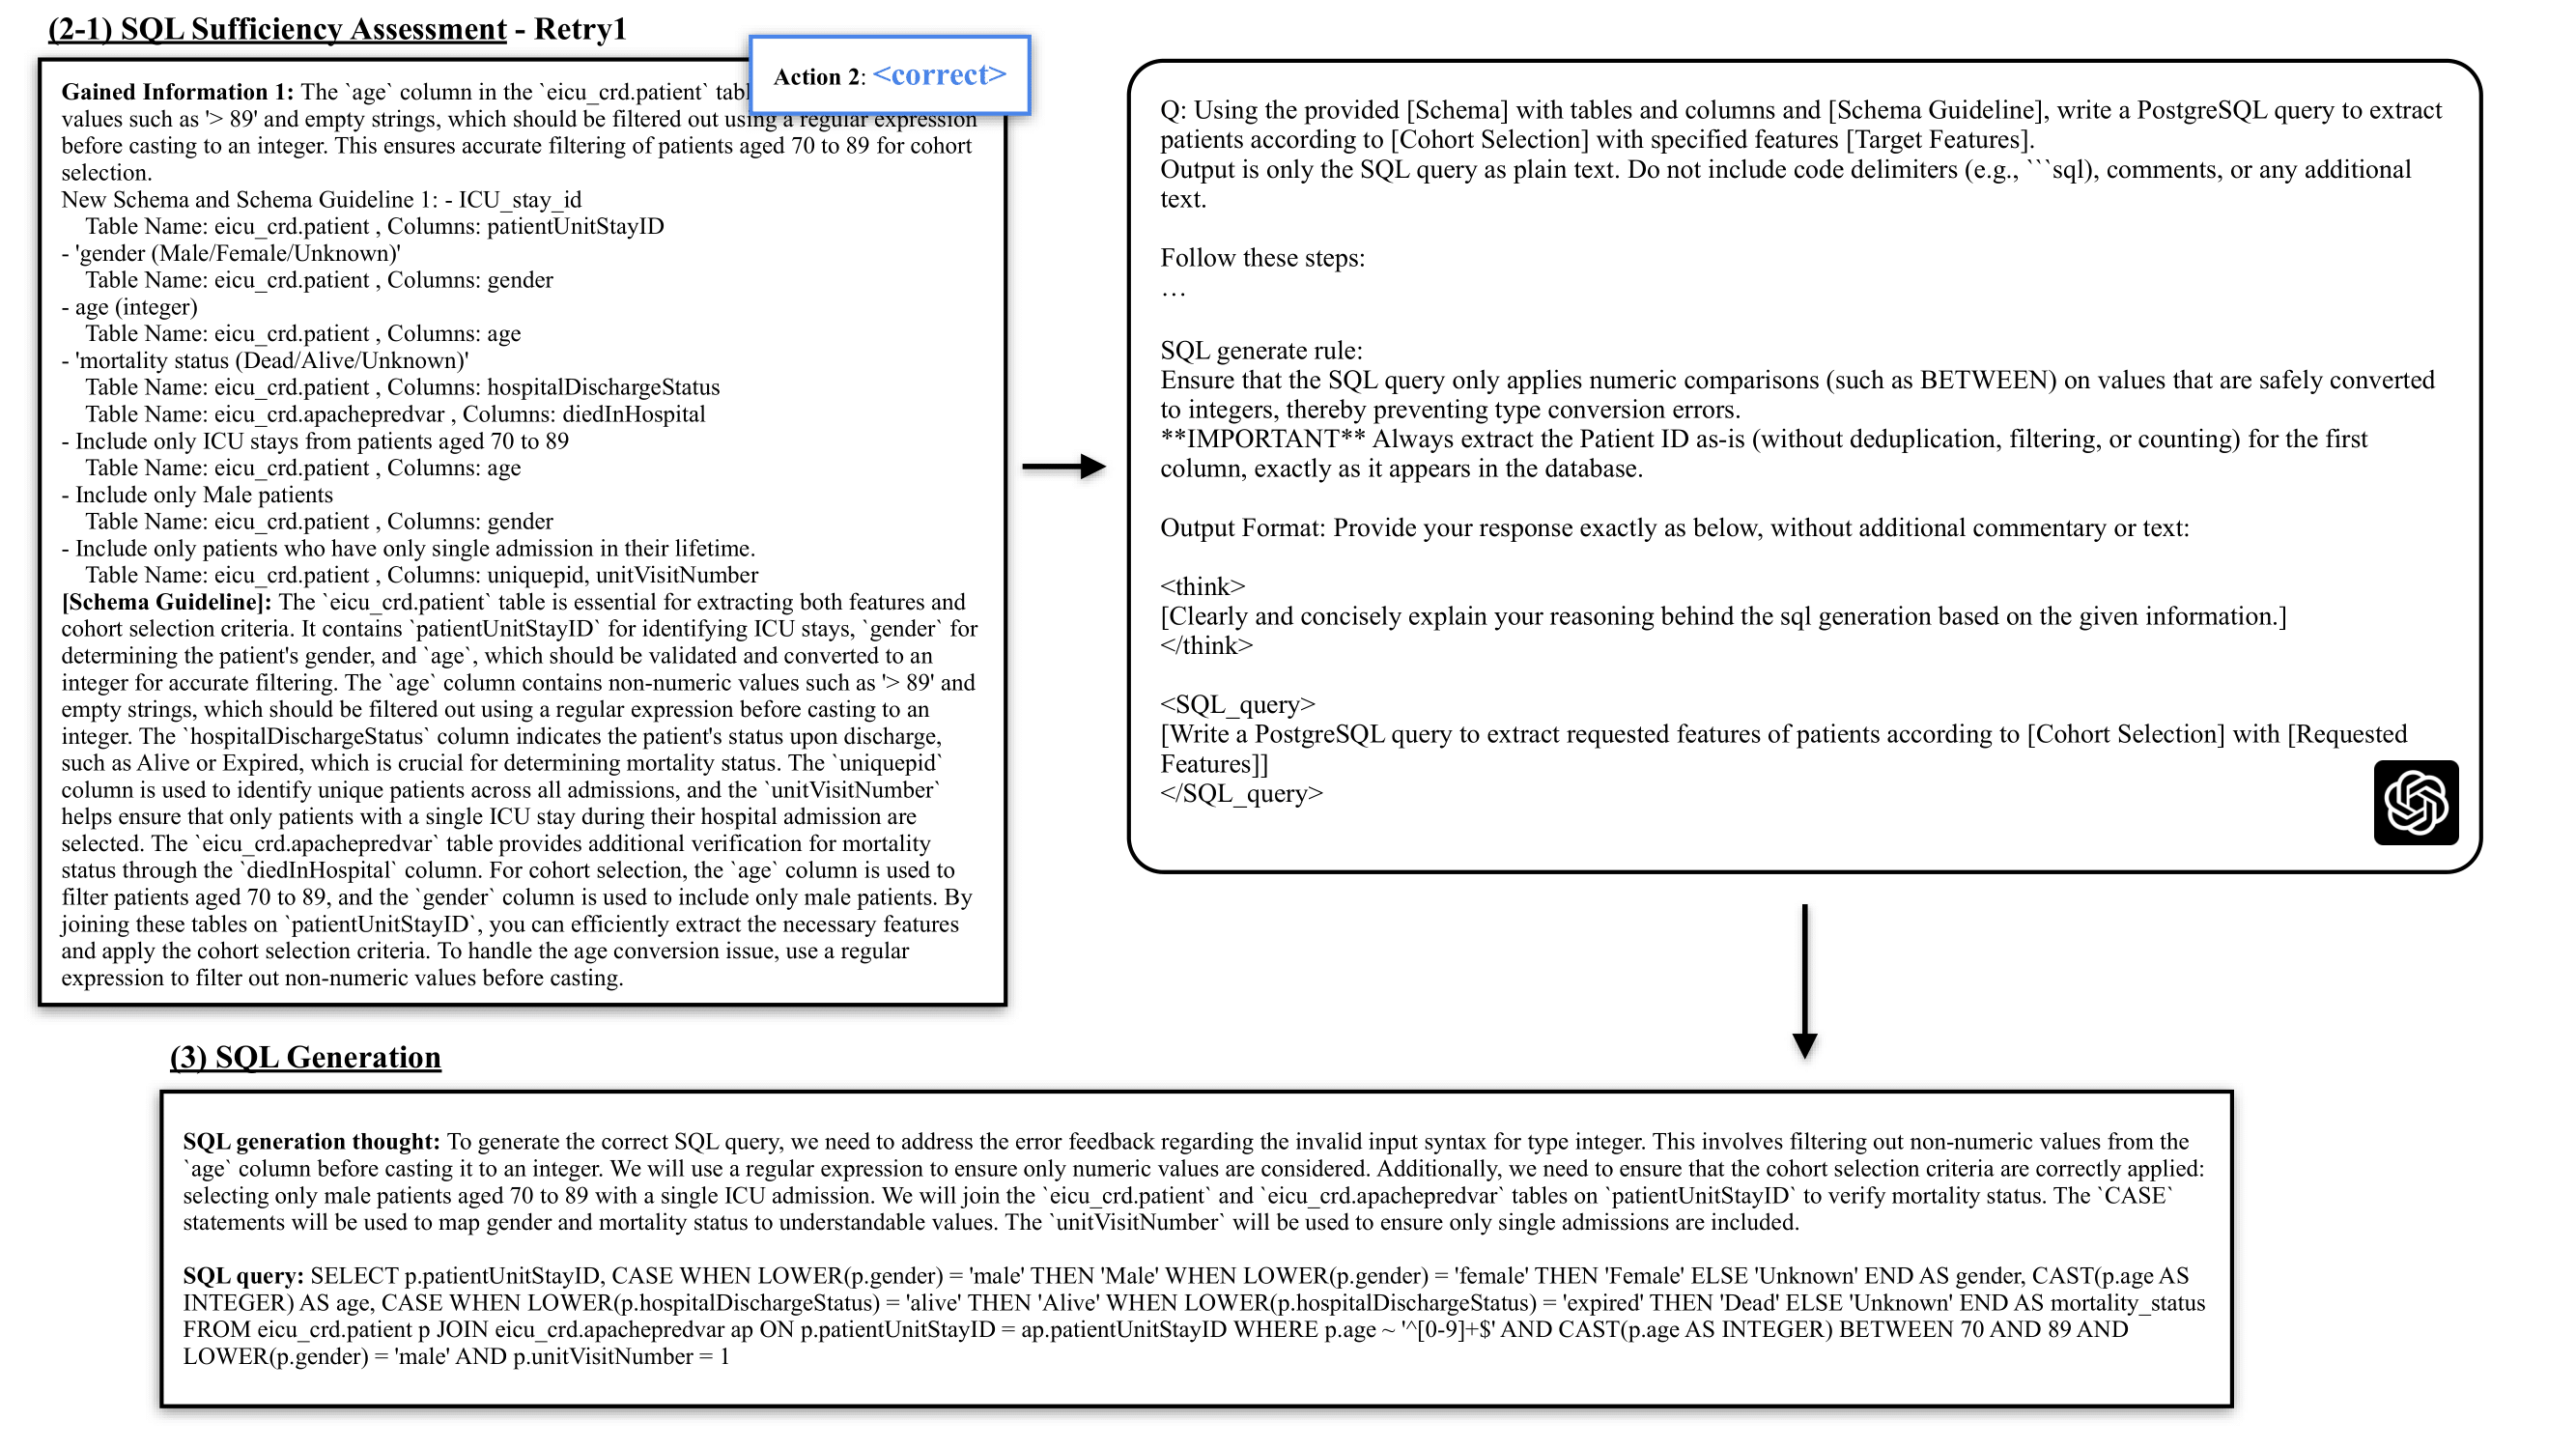 (2-1) SQL Sufficiency Assessment - Retry1
Action 2: <correct>
Gained Information 1: The `age` column in the `eicu_crd.patient`
values such as '> 89' and empty strings, which should be filtered out using a regular expression
before casting to an integer. This ensures accurate filtering of patients aged 70 to 89 for cohort
selection.
New Schema and Schema Guideline 1: - ICU_stay_id
Table Name: eicu_crd.patient , Columns: patientUnitStayID
- 'gender (Male/Female/Unknown)'
Table Name: eicu_crd.patient , Columns: gender
- age (integer)
Table Name: eicu_crd.patient , Columns: age
- 'mortality status (Dead/Alive/Unknown)'
Table Name: eicu_crd.patient , Columns: hospitalDischargeStatus
Table Name: eicu_crd.apachepredvar , Columns: diedInHospital
- Include only ICU stays from patients aged 70 to 89
Table Name: eicu_crd.patient , Columns: age
- Include only Male patients
Table Name: eicu_crd.patient , Columns: gender
- Include only patients who have only single admission in their lifetime.
Table Name: eicu_crd.patient , Columns: uniquepid, unitVisitNumber
[Schema Guideline]: The `eicu_crd.patient` table is essential for extracting both features and
cohort selection criteria. It contains `patientUnitStayID` for identifying ICU stays, `gender` for
determining the patient's gender, and `age`, which should be validated and converted to an
integer for accurate filtering. The `age` column contains non-numeric values such as '> 89' and
empty strings, which should be filtered out using a regular expression before casting to an
integer. The `hospitalDischargeStatus` column indicates the patient's status upon discharge,
such as Alive or Expired, which is crucial for determining mortality status. The `uniquepid`
column is used to identify unique patients across all admissions, and the `unitVisitNumber`
helps ensure that only patients with a single ICU stay during their hospital admission are
selected. The `eicu_crd.apachepredvar` table provides additional verification for mortality
status through the `diedInHospital` column. For cohort selection, the `age` column is used to
filter patients aged 70 to 89, and the `gender` column is used to include only male patients. By
joining these tables on `patientUnitStayID`, you can efficiently extract the necessary features
and apply the cohort selection criteria. To handle the age conversion issue, use a regular
expression to filter out non-numeric values before casting.
Q: Using the provided [Schema] with tables and columns and [Schema Guideline], write a PostgreSQL query to extract
patients according to [Cohort Selection] with specified features [Target Features].
Output is only the SQL query as plain text. Do not include code delimiters (e.g., ```sql), comments, or any additional
text.
Follow these steps:
…
SQL generate rule:
Ensure that the SQL query only applies numeric comparisons (such as BETWEEN) on values that are safely converted
to integers, thereby preventing type conversion errors.
**IMPORTANT** Always extract the Patient ID as-is (without deduplication, filtering, or counting) for the first
column, exactly as it appears in the database.
Output Format: Provide your response exactly as below, without additional commentary or text:
<think>
[Clearly and concisely explain your reasoning behind the sql generation based on the given information.]
</think>
<SQL_query>
[Write a PostgreSQL query to extract requested features of patients according to [Cohort Selection] with [Requested
Features]]
</SQL_query>
(3) SQL Generation
SQL generation thought: To generate the correct SQL query, we need to address the error feedback regarding the invalid input syntax for type integer. This involves filtering out non-numeric values from the
`age` column before casting it to an integer. We will use a regular expression to ensure only numeric values are considered. Additionally, we need to ensure that the cohort selection criteria are correctly applied:
selecting only male patients aged 70 to 89 with a single ICU admission. We will join the `eicu_crd.patient` and `eicu_crd.apachepredvar` tables on `patientUnitStayID` to verify mortality status. The `CASE`
statements will be used to map gender and mortality status to understandable values. The `unitVisitNumber` will be used to ensure only single admissions are included.
SQL query: SELECT p.patientUnitStayID, CASE WHEN LOWER(p.gender) = 'male' THEN 'Male' WHEN LOWER(p.gender) = 'female' THEN 'Female' ELSE 'Unknown' END AS gender, CAST(p.age AS
INTEGER) AS age, CASE WHEN LOWER(p.hospitalDischargeStatus) = 'alive' THEN 'Alive' WHEN LOWER(p.hospitalDischargeStatus) = 'expired' THEN 'Dead' ELSE 'Unknown' END AS mortality_status
FROM eicu_crd.patient p JOIN eicu_crd.apachepredvar ap ON p.patientUnitStayID = ap.patientUnitStayID WHERE p.age ~ '^[0-9]+$' AND CAST(p.age AS INTEGER) BETWEEN 70 AND 89 AND
LOWER(p.gender) = 'male' AND p.unitVisitNumber = 1